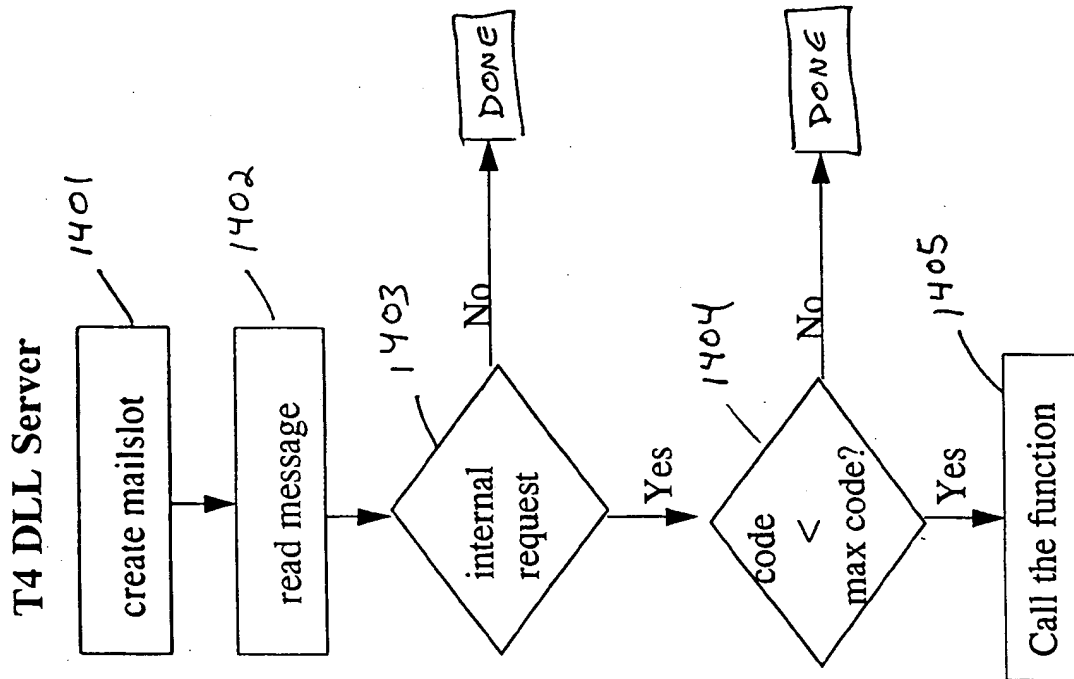 T4 DLL Server
create mailslot
1401
read message
1402
internal
request
1403
No
DONE
Yes
code
<
max code?
1404
No
DONE
Yes
Call the function
1405